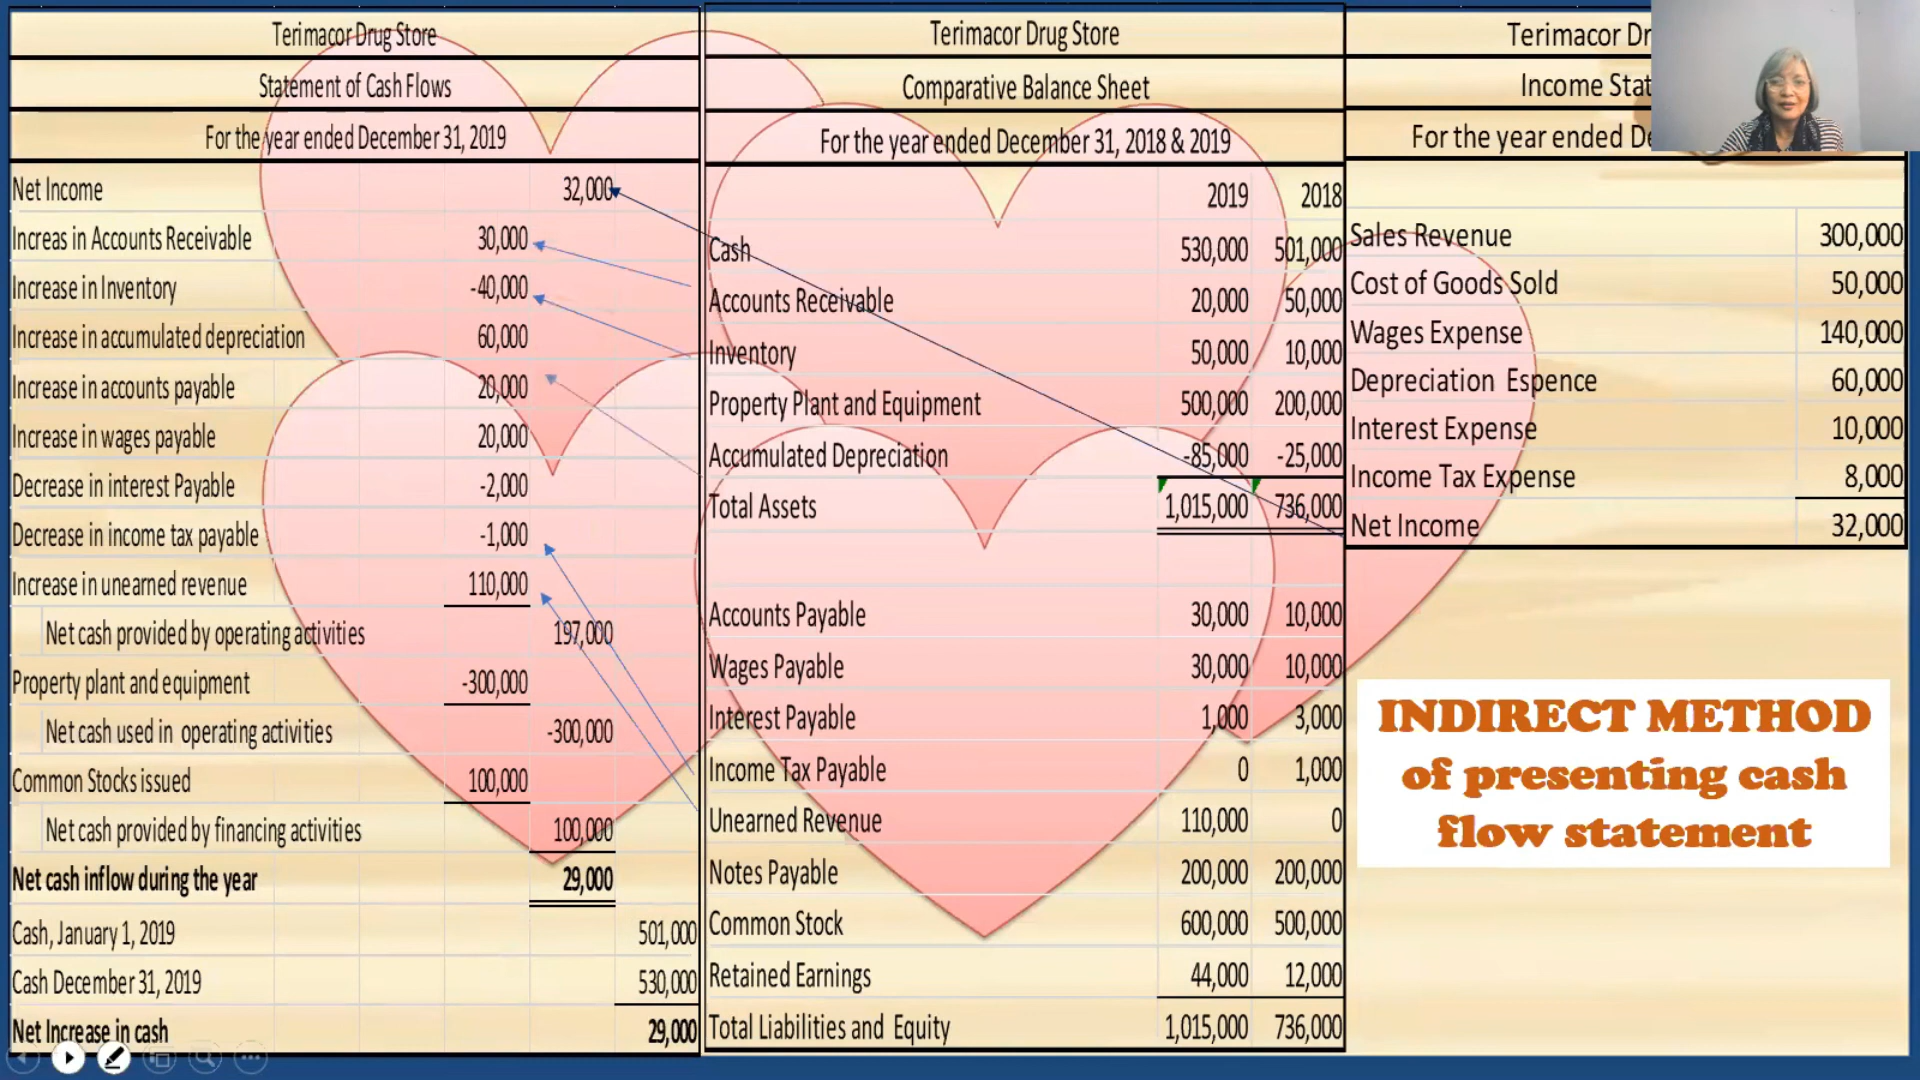 Terimacor Drug Store
Statement of Cash Flows
For the year ended December 31, 2019
Net Income 32,000
Increas in Accounts Receivable 30,000
Increase in Inventory -40,000
Increase in accumulated depreciation 60,000
Increase in accounts payable 20,000
Increase in wages payable 20,000
Decrease in interest Payable -2,000
Decrease in income tax payable -1,000
Increase in unearned revenue 110,000
Net cash provided by operating activities 197,000
Property plant and equipment -300,000
Net cash used in operating activities -300,000
Common Stocks issued 100,000
Net cash provided by financing activities 100,000
Net cash inflow during the year 29,000
Cash, January 1, 2019 501,000
Cash December 31, 2019 530,000
Net Increase in cash 29,000
Terimacor Drug Store
Comparative Balance Sheet
For the year ended December 31, 2018 & 2019
2019 2018
Cash 530,000 501,000
Accounts Receivable 20,000 50,000
Inventory 50,000 10,000
Property Plant and Equipment 500,000 200,000
Accumulated Depreciation -85,000 -25,000
Total Assets 1,015,000 736,000
Accounts Payable 30,000 10,000
Wages Payable 30,000 10,000
Interest Payable 1,000 3,000
Income Tax Payable 0 1,000
Unearned Revenue 110,000 0
Notes Payable 200,000 200,000
Common Stock 600,000 500,000
Retained Earnings 44,000 12,000
Total Liabilities and Equity 1,015,000 736,000
Terimacor Dr
Income Stat
For the year ended De
Sales Revenue 300,000
Cost of Goods Sold 50,000
Wages Expense 140,000
Depreciation Espence 60,000
Interest Expense 10,000
Income Tax Expense 8,000
Net Income 32,000
INDIRECT METHOD
of presenting cash
flow statement